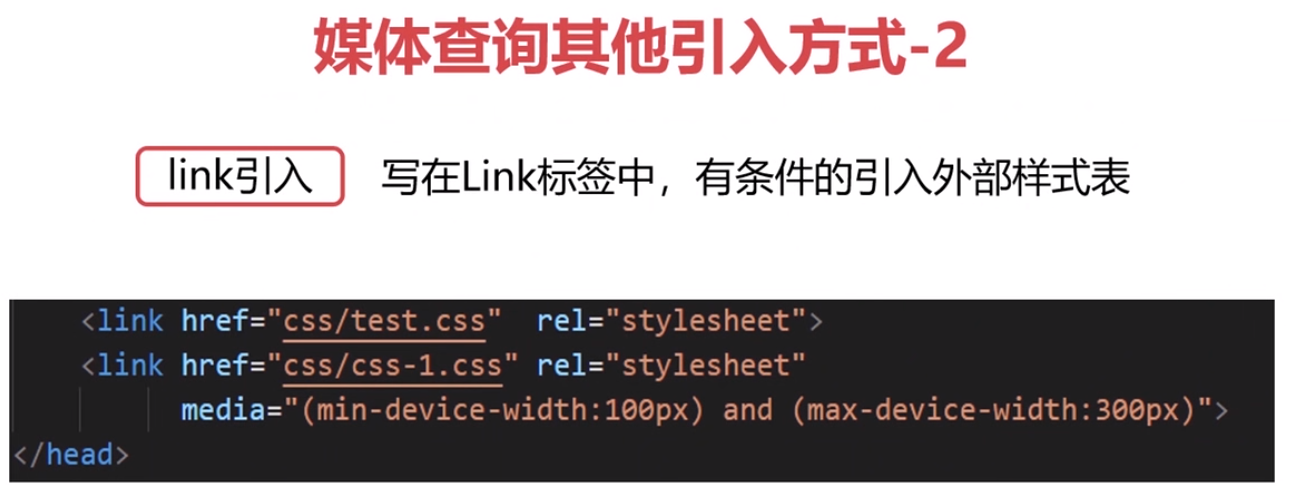 媒体查询其他引入方式-2
link引入 写在Link标签中，有条件的引入外部样式表
<link href="css/test.css"  rel="stylesheet">
<link href="css/css-1.css" rel="stylesheet"
media="(min-device-width:100px) and (max-device-width:300px)">
</head>